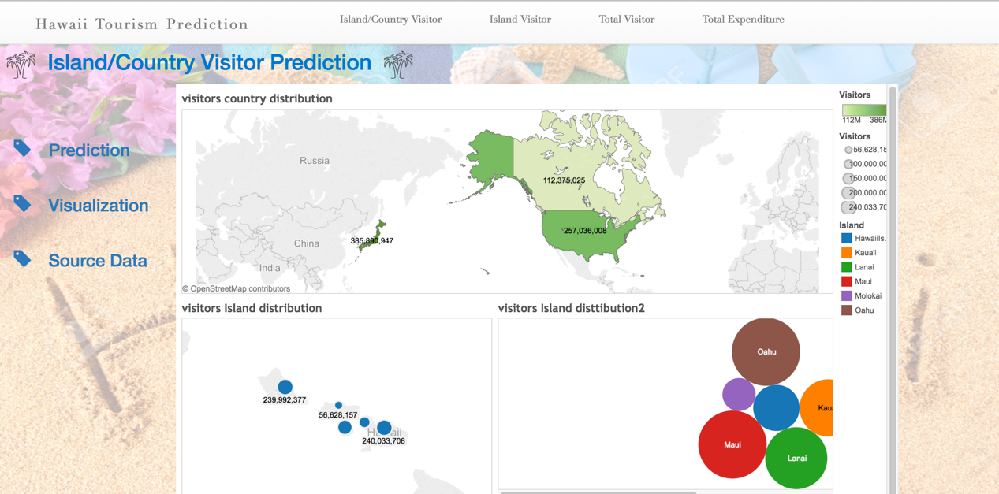 Hawaii Tourism Prediction
Island/Country Visitor
Island Visitor
Total Visitor
Total Expenditure
Island/Country Visitor Prediction
Prediction
Visualization
Source Data
visitors country distribution
Russia
China
India
385,890,947
112,375,025
257,036,008
© OpenStreetMap contributors
Visitors
112M 386M
Visitors
56,628,15
100,000,00
150,000,00
200,000,00
240,033,70
Island
HawaiiIs.
Kaua'i
Lanai
Maui
Molokai
Oahu
visitors Island distribution
239,992,377
56,628,157
Hawaii
240,033,708
visitors Island disttibution2
Oahu
Kaua
Maui
Lanai